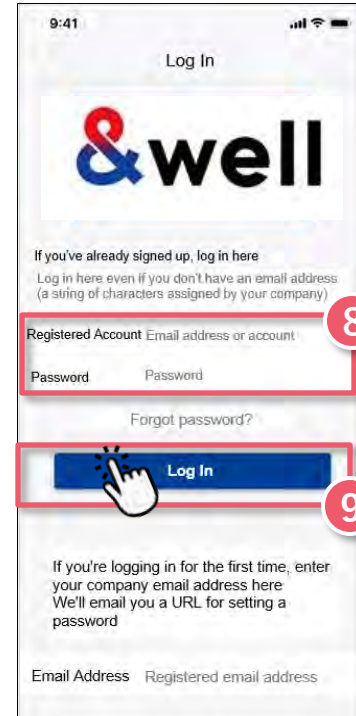 9:41
Log In
&well
If you've already signed up, log in here
Log in here even if you don't have an email address
(a string of characters assigned by your company)
8
Registered Account Email address or account
Password Password
Forgot password?
Log In
9
If you're logging in for the first time, enter
your company email address here
We'll email you a URL for setting a
password
Email Address Registered email address